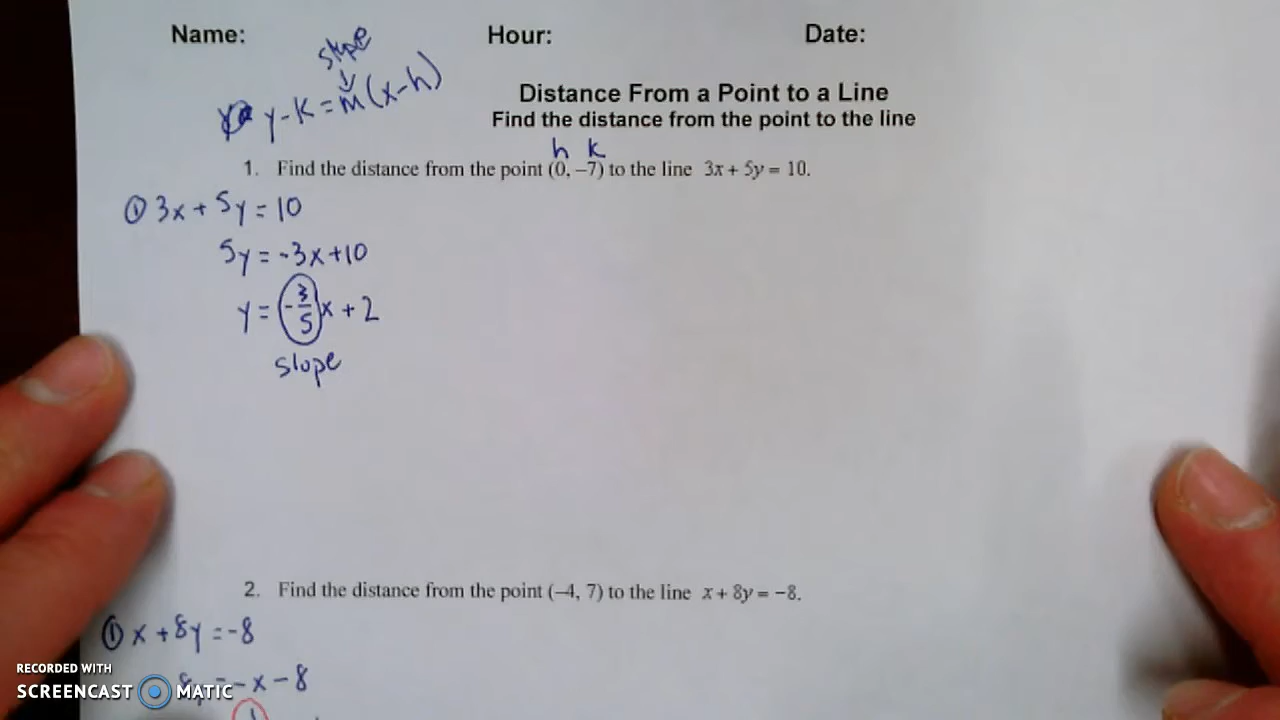 Name: Hour: Date:
slope
y-k=m(x-h)
Distance From a Point to a Line
Find the distance from the point to the line
h k
1. Find the distance from the point (0, −7) to the line 3x + 5y = 10.
① 3x + 5y = 10
5y = -3x+10
y = -3/5 x + 2
slope
2. Find the distance from the point (−4, 7) to the line x + 8y = −8.
① x + 8y = -8
-x - 8
RECORDED WITH
SCREENCAST MATIC